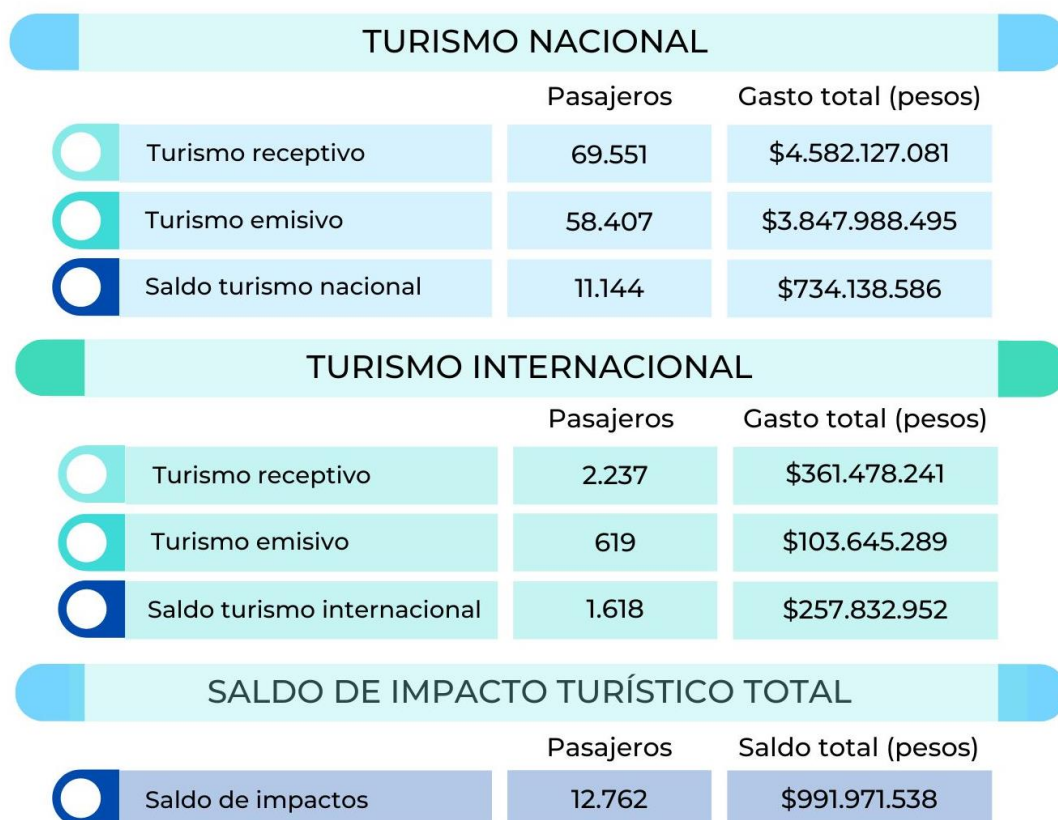 TURISMO NACIONAL
Pasajeros Gasto total (pesos)
Turismo receptivo 69.551 $4.582.127.081
Turismo emisivo 58.407 $3.847.988.495
Saldo turismo nacional 11.144 $734.138.586
TURISMO INTERNACIONAL
Pasajeros Gasto total (pesos)
Turismo receptivo 2.237 $361.478.241
Turismo emisivo 619 $103.645.289
Saldo turismo internacional 1.618 $257.832.952
SALDO DE IMPACTO TURÍSTICO TOTAL
Pasajeros Saldo total (pesos)
Saldo de impactos 12.762 $991.971.538